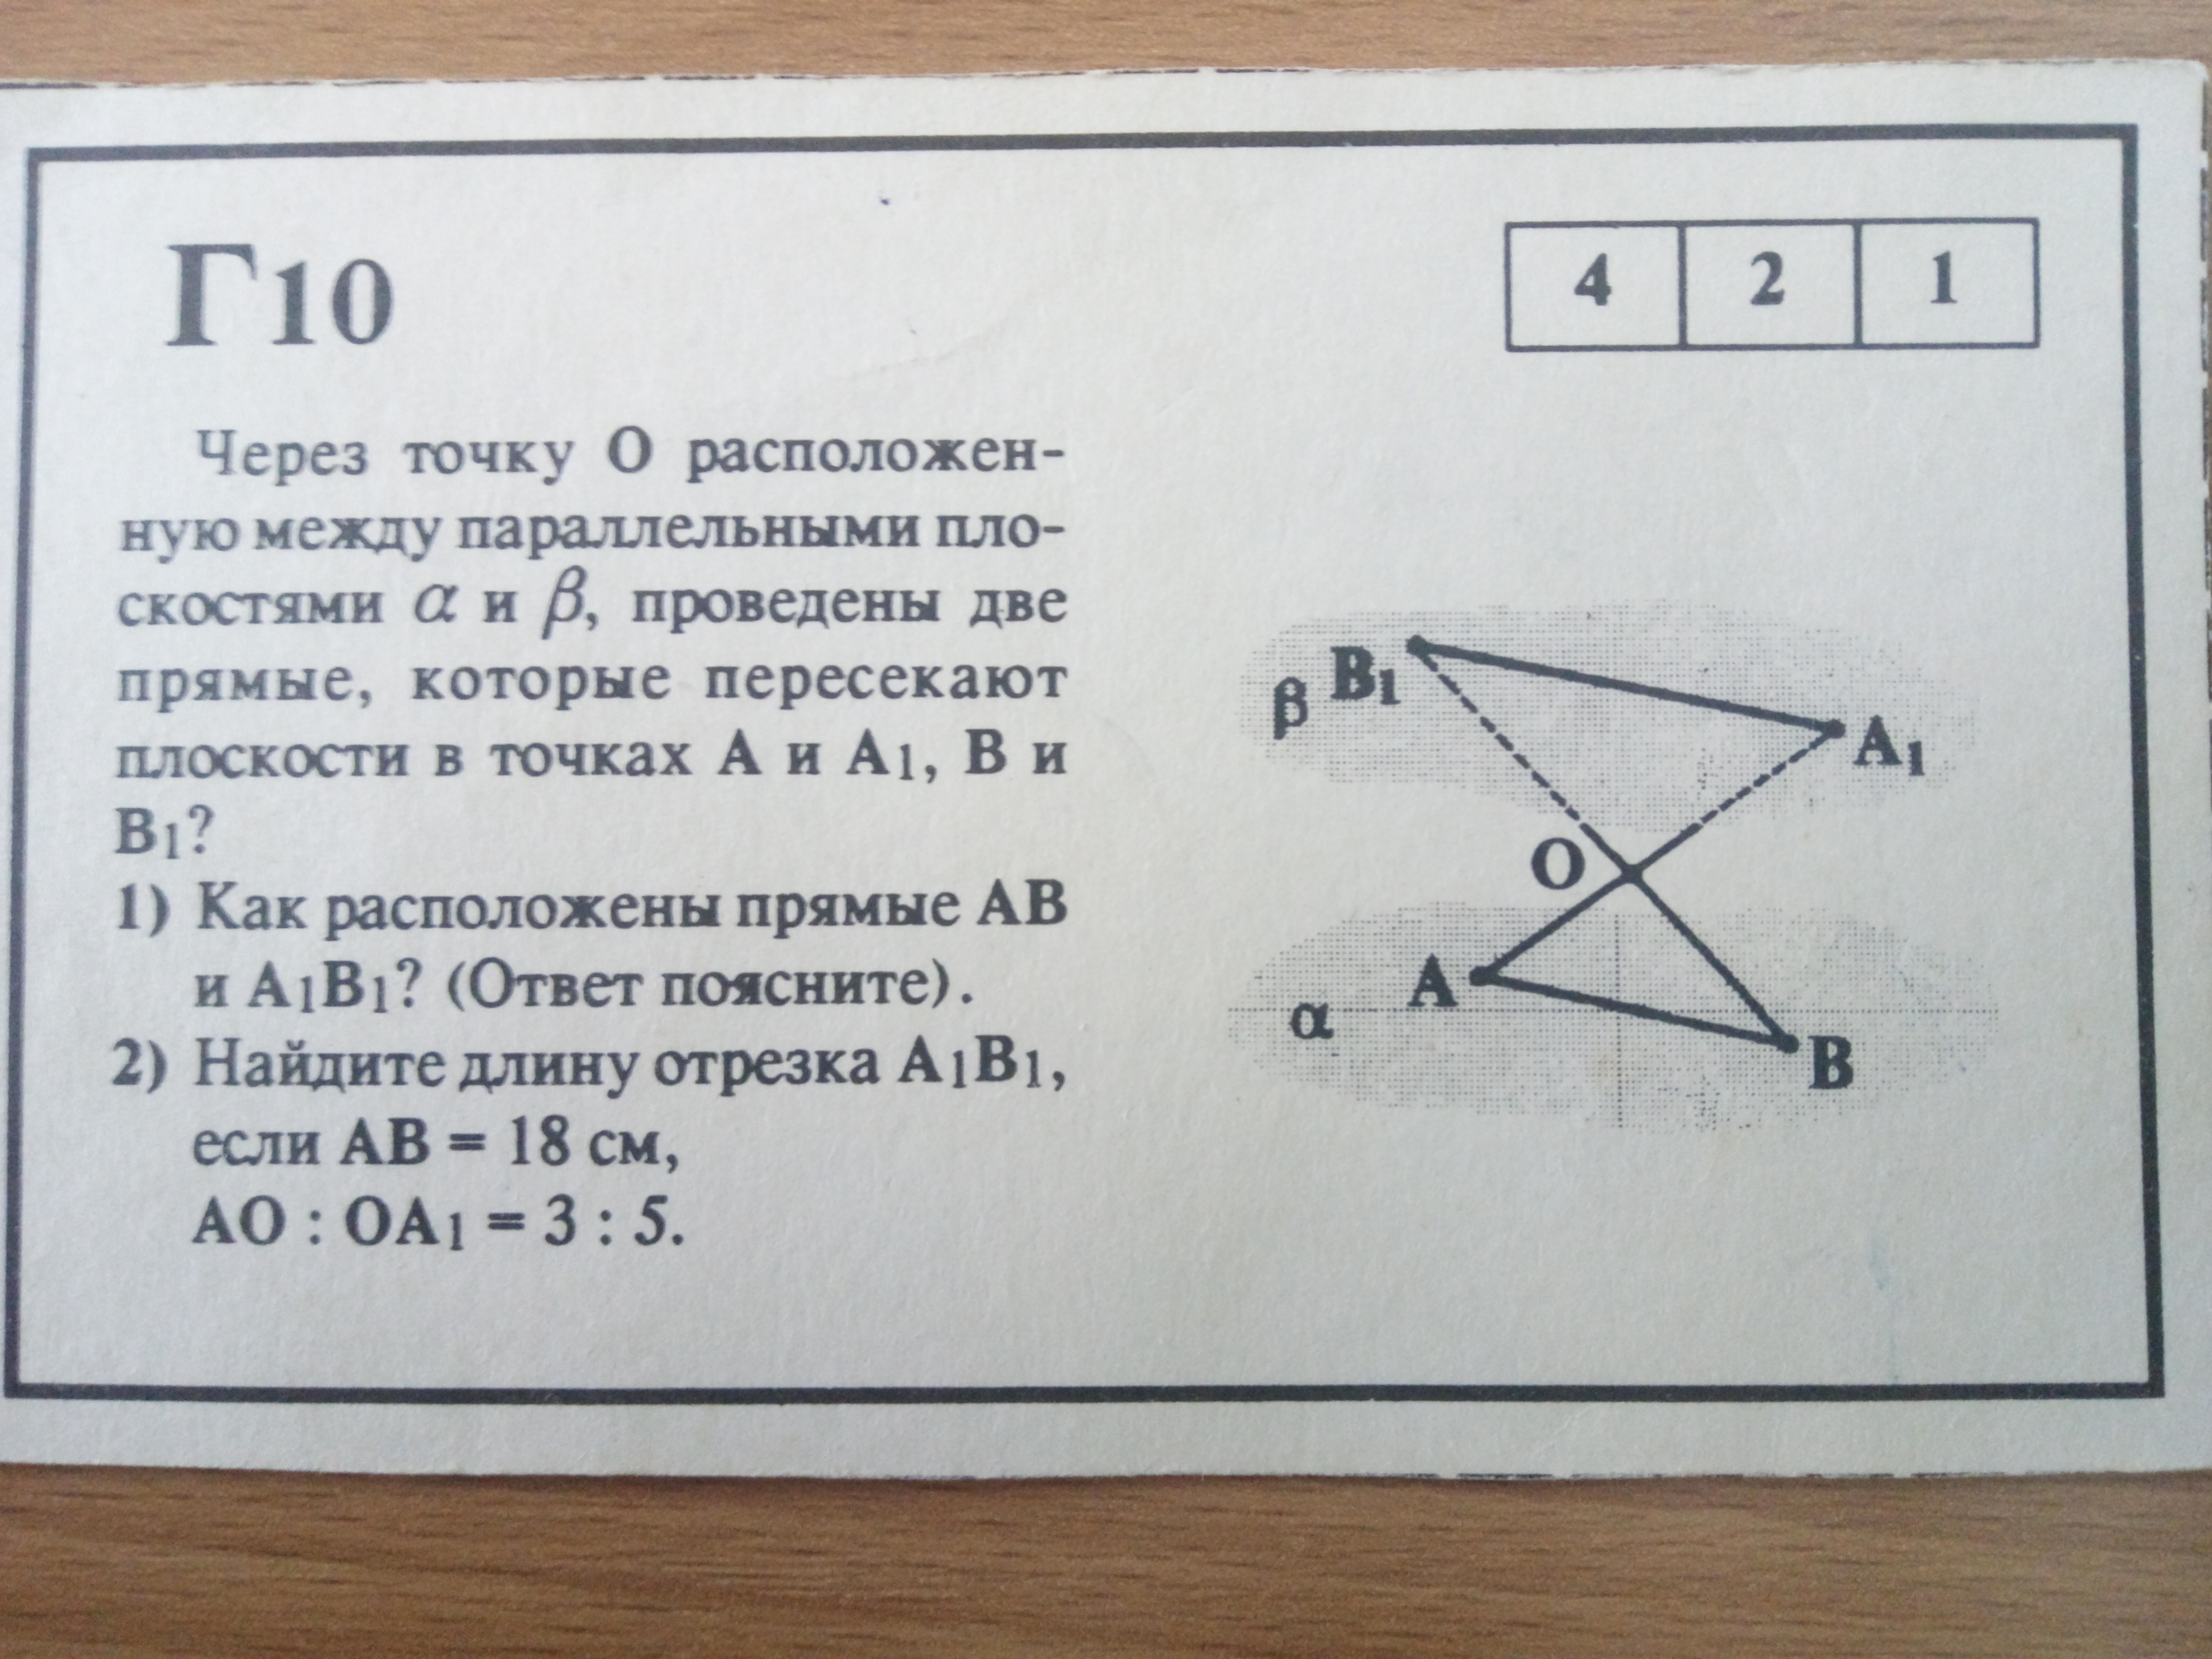 Г10
4 2 1
Через точку О расположен-
ную между параллельными пло-
скостями α и β, проведены две
прямые, которые пересекают
плоскости в точках А и А₁, В и
В₁?
1) Как расположены прямые АВ
и А₁В₁? (Ответ поясните).
2) Найдите длину отрезка А₁В₁,
если АВ = 18 см,
АО : ОА₁ = 3 : 5.
β B₁
A₁
O
A
α
B